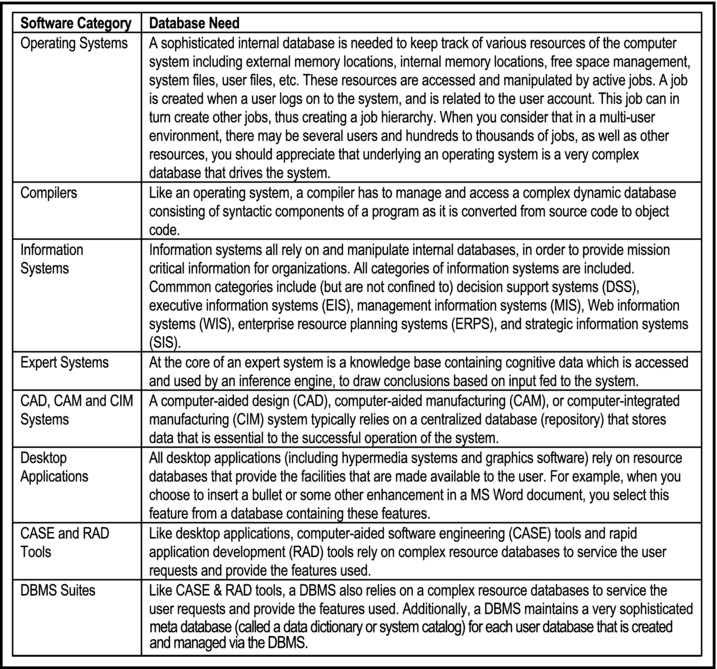 Software Category Database Need
Operating Systems A sophisticated internal database is needed to keep track of various resources of the computer
system including external memory locations, internal memory locations, free space management,
system files, user files, etc. These resources are accessed and manipulated by active jobs. A job
is created when a user logs on to the system, and is related to the user account. This job can in
turn create other jobs, thus creating a job hierarchy. When you consider that in a multi-user
environment, there may be several users and hundreds to thousands of jobs, as well as other
resources, you should appreciate that underlying an operating system is a very complex
database that drives the system.
Compilers Like an operating system, a compiler has to manage and access a complex dynamic database
consisting of syntactic components of a program as it is converted from source code to object
code.
Information Information systems all rely on and manipulate internal databases, in order to provide mission
Systems critical information for organizations. All categories of information systems are included.
Commmon categories include (but are not confined to) decision support systems (DSS),
executive information systems (EIS), management information systems (MIS), Web information
systems (WIS), enterprise resource planning systems (ERPS), and strategic information systems
(SIS).
Expert Systems At the core of an expert system is a knowledge base containing cognitive data which is accessed
and used by an inference engine, to draw conclusions based on input fed to the system.
CAD, CAM and CIM A computer-aided design (CAD), computer-aided manufacturing (CAM), or computer-integrated
Systems manufacturing (CIM) system typically relies on a centralized database (repository) that stores
data that is essential to the successful operation of the system.
Desktop All desktop applications (including hypermedia systems and graphics software) rely on resource
Applications databases that provide the facilities that are made available to the user. For example, when you
choose to insert a bullet or some other enhancement in a MS Word document, you select this
feature from a database containing these features.
CASE and RAD Like desktop applications, computer-aided software engineering (CASE) tools and rapid
Tools application development (RAD) tools rely on complex resource databases to service the user
requests and provide the features used.
DBMS Suites Like CASE & RAD tools, a DBMS also relies on a complex resource databases to service the
user requests and provide the features used. Additionally, a DBMS maintains a very sophisticated
meta database (called a data dictionary or system catalog) for each user database that is created
and managed via the DBMS.